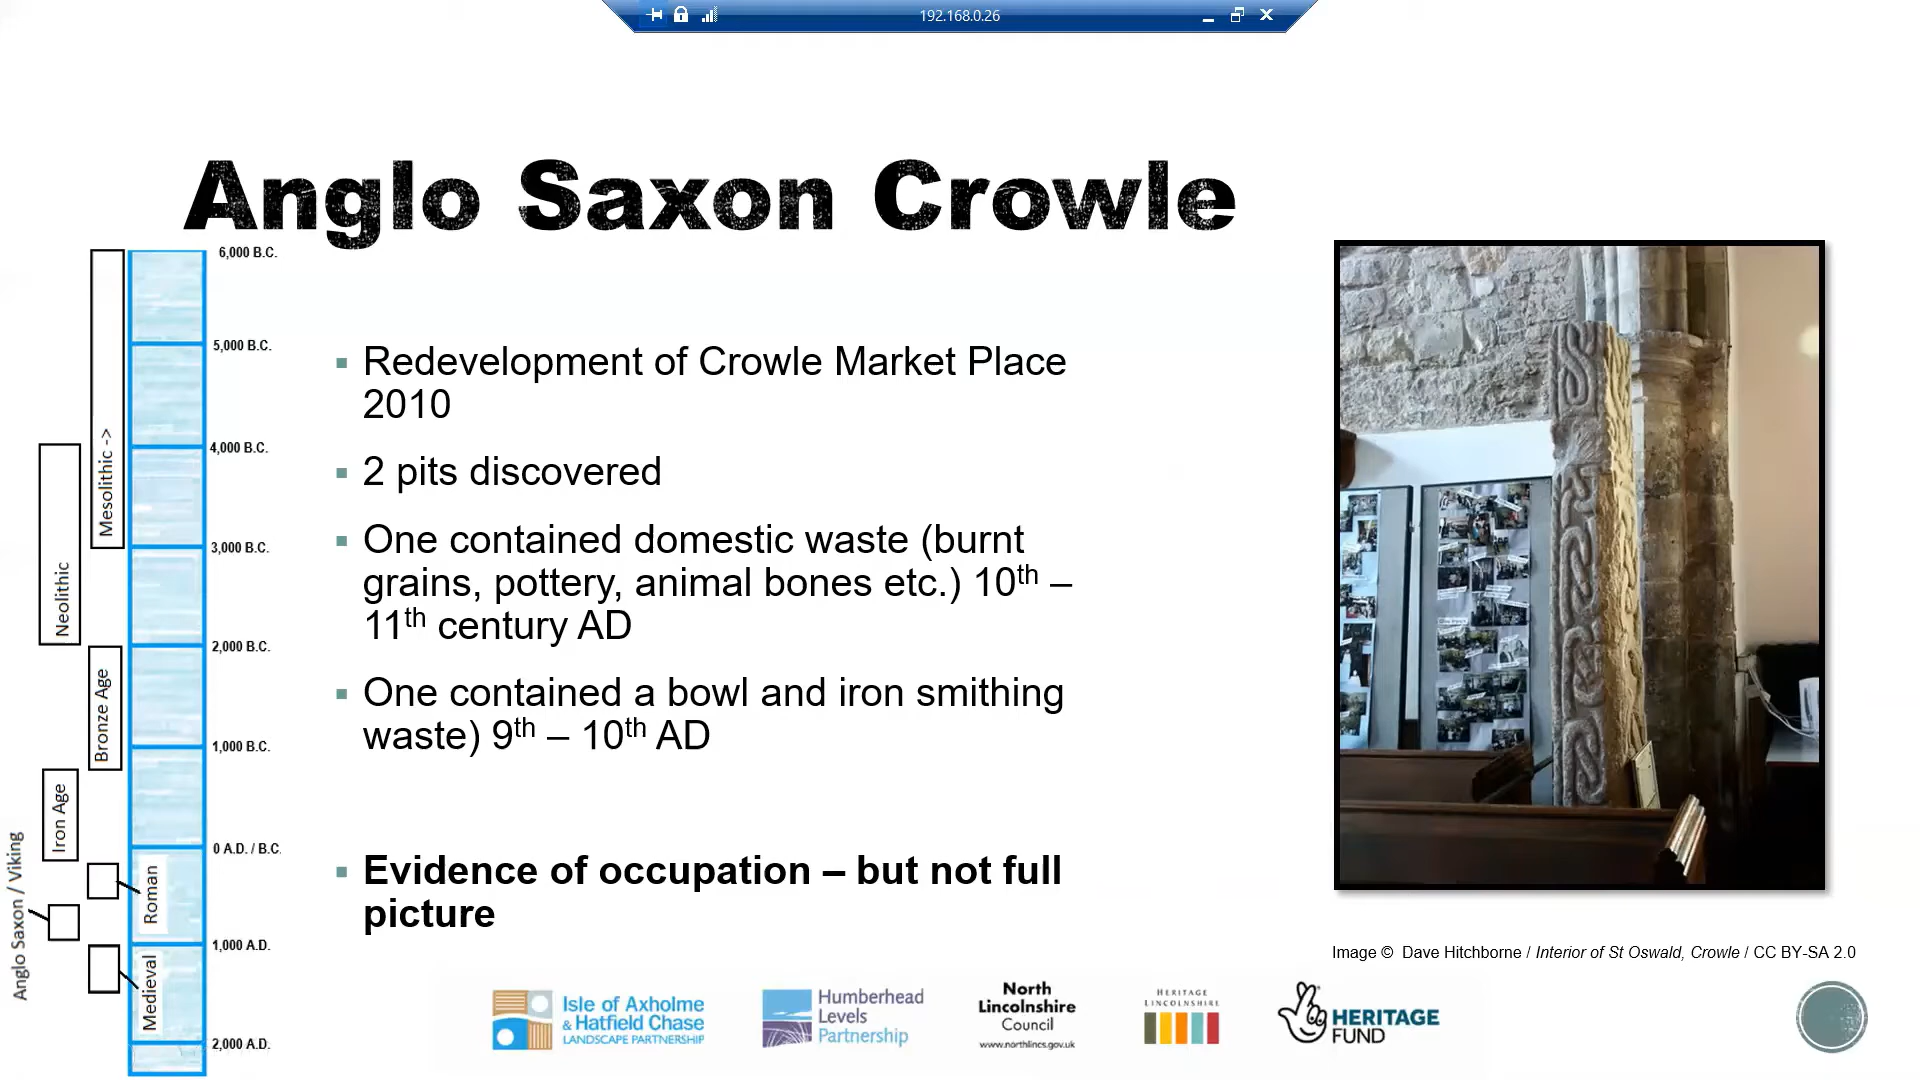 192.168.0.26
Anglo Saxon Crowle
6,000 B.C.
5,000 B.C.
4,000 B.C.
3,000 B.C.
2,000 B.C.
1,000 B.C.
0 A.D. / B.C.
1,000 A.D.
2,000 A.D.
Mesolithic ->
Neolithic
Bronze Age
Iron Age
Roman
Anglo Saxon / Viking
Medieval
Redevelopment of Crowle Market Place
2010
2 pits discovered
One contained domestic waste (burnt
grains, pottery, animal bones etc.) 10th –
11th century AD
One contained a bowl and iron smithing
waste) 9th – 10th AD
Evidence of occupation – but not full
picture
Image © Dave Hitchborne / Interior of St Oswald, Crowle / CC BY-SA 2.0
Isle of Axholme
& Hatfield Chase
LANDSCAPE PARTNERSHIP
Humberhead
Levels
Partnership
North
Lincolnshire
Council
www.northlincs.gov.uk
HERITAGE
LINCOLNSHIRE
HERITAGE
FUND